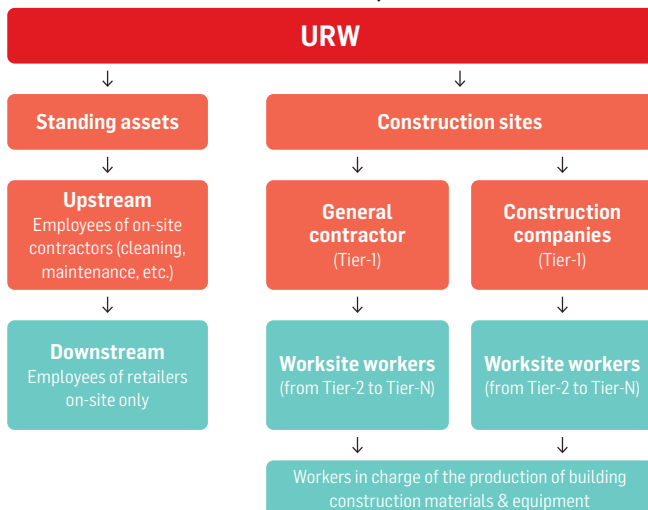 URW
Standing assets
Construction sites
Upstream
Employees of on-site
contractors (cleaning,
maintenance, etc.)
General
contractor
(Tier-1)
Construction
companies
(Tier-1)
Downstream
Employees of retailers
on-site only
Worksite workers
(from Tier-2 to Tier-N)
Worksite workers
(from Tier-2 to Tier-N)
Workers in charge of the production of building
construction materials & equipment